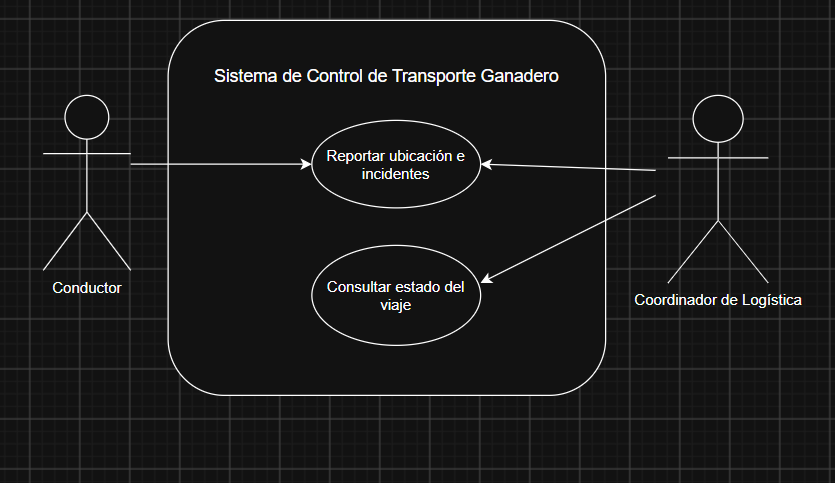 Sistema de Control de Transporte Ganadero
Reportar ubicación e
incidentes
Consultar estado del
viaje
Conductor
Coordinador de Logística